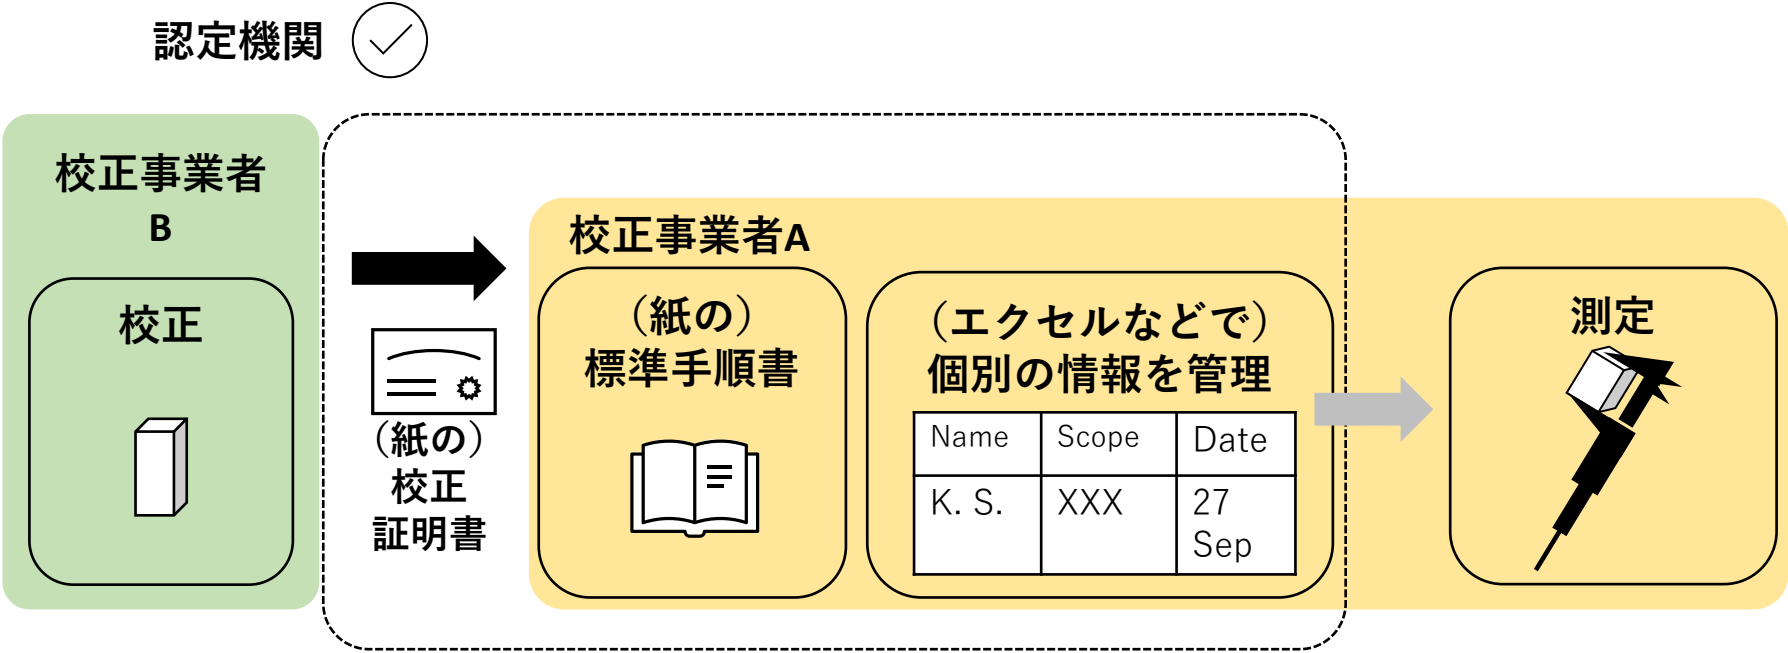 認定機関
校正事業者
B
校正
(紙の)
校正
証明書
校正事業者A
(紙の)
標準手順書
(エクセルなどで)
個別の情報を管理
Name Scope Date
K. S. XXX 27
Sep
測定